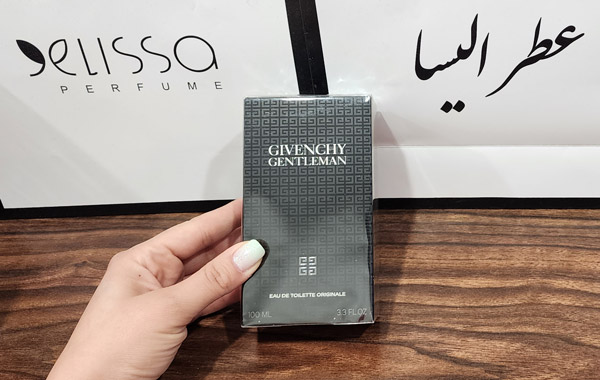 eLISSA
PERFUME
عطر الیسا
GIVENCHY
GENTLEMAN
EAU DE TOILETTE ORIGINALE
100 ML 3.3 FL.OZ